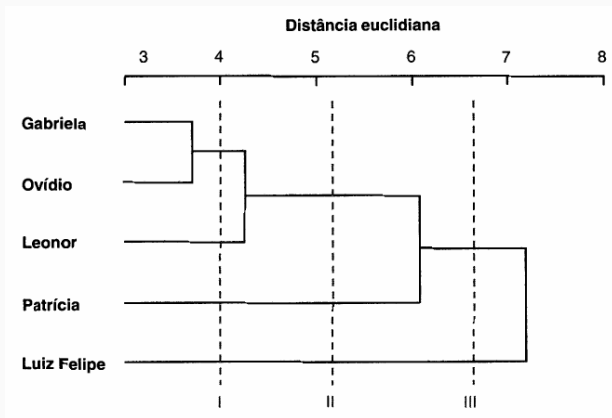 Distância euclidiana
3 4 5 6 7 8
Gabriela
Ovídio
Leonor
Patrícia
Luiz Felipe
I II III